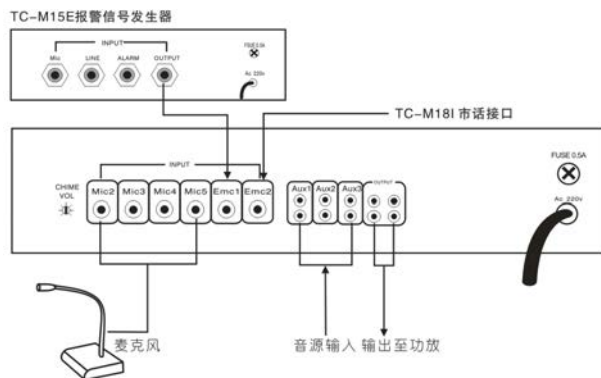 TC-M15E报警信号发生器
INPUT
Mic LINE ALARM OUTPUT
FUSE0.5A
Ac 220v
TC-M18I 市话接口
INPUT
CHIME
VOL
Mic2 Mic3 Mic4 Mic5 Emc1 Emc2
Aux1 Aux2 Aux3 OUTPUT
FUSE 0.5A
Ac 220v
麦克风
音源输入 输出至功放